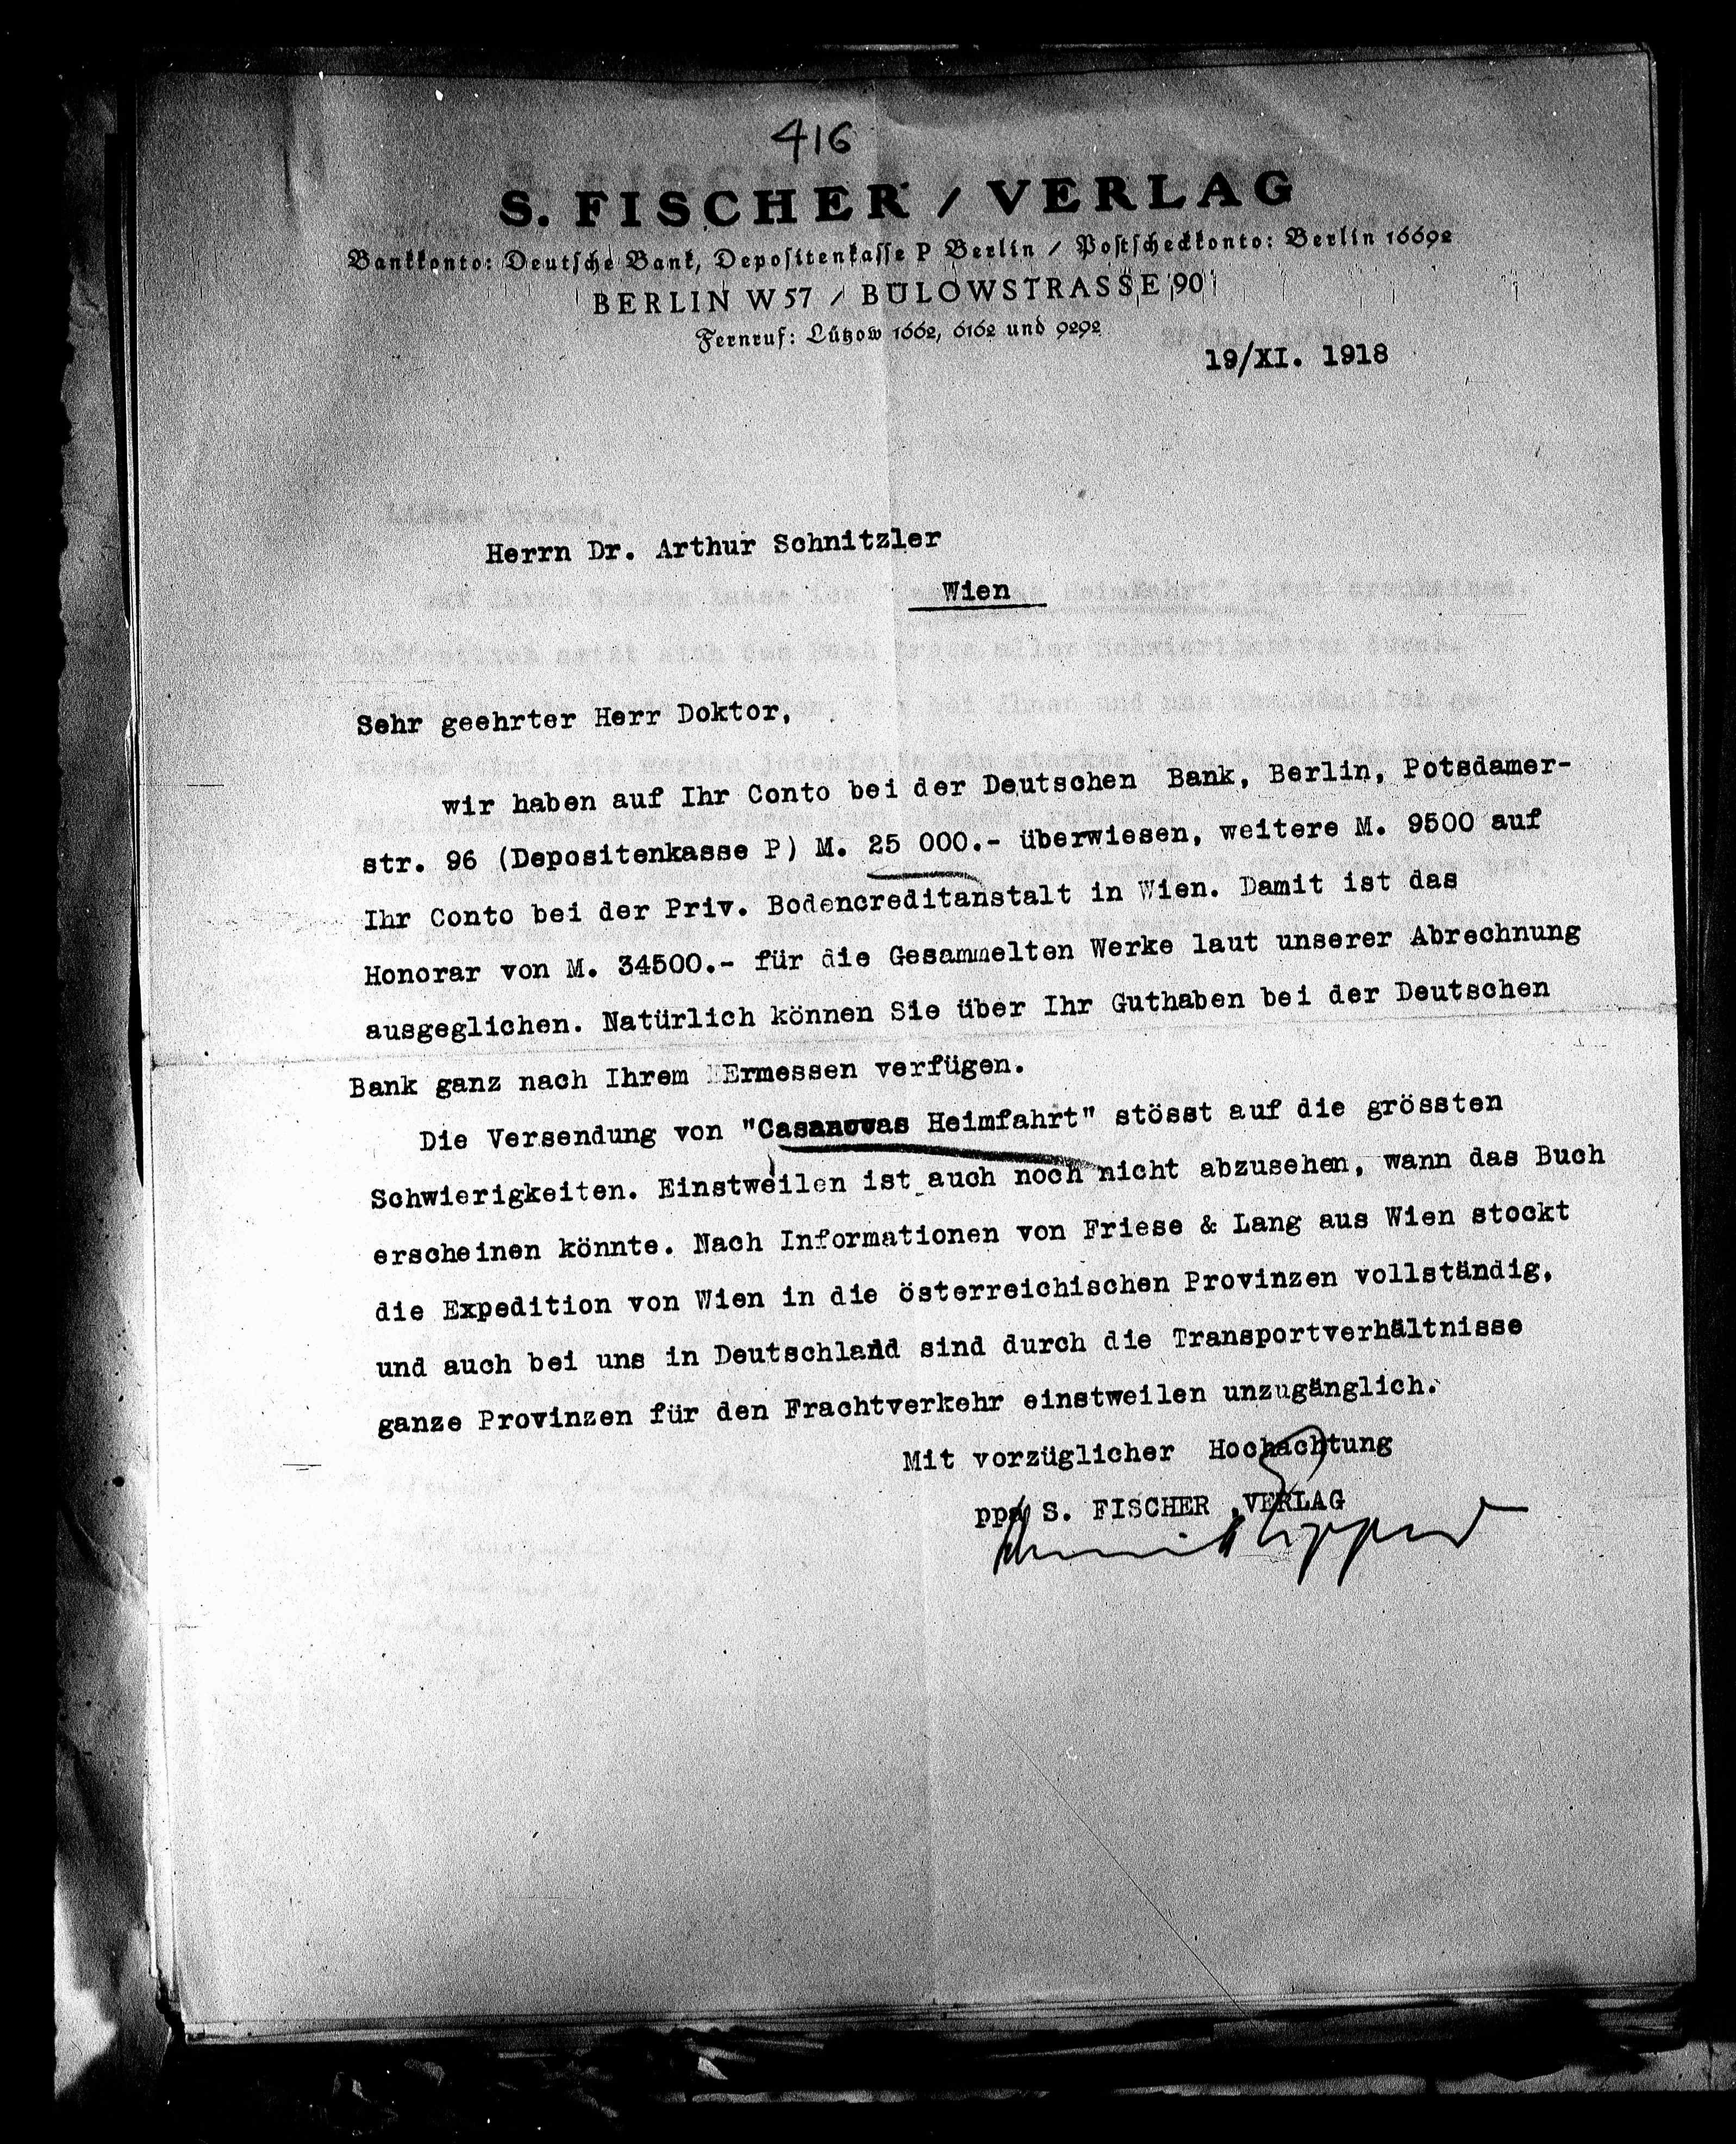 416
S. FISCHER / VERLAG
Bankkonto: Deutsche Bank, Depositenkasse P Berlin / Postscheckkonto: Berlin 16692
BERLIN W 57 / BÜLOWSTRASSE 90
Fernruf: Lützow 1662, 6162 und 9292
19/XI. 1918
Herrn Dr. Arthur Schnitzler
Wien
Sehr geehrter Herr Doktor,
wir haben auf Ihr Conto bei der Deutschen Bank, Berlin, Potsdamer-
str. 96 (Depositenkasse P) M. 25 000.- überwiesen, weitere M. 9500 auf
Ihr Conto bei der Priv. Bodencreditanstalt in Wien. Damit ist das
Honorar von M. 34500.- für die Gesammelten Werke laut unserer Abrechnung
ausgeglichen. Natürlich können Sie über Ihr Guthaben bei der Deutschen
Bank ganz nach Ihrem Ermessen verfügen.
Die Versendung von "Casanovas Heimfahrt" stösst auf die grössten
Schwierigkeiten. Einstweilen ist auch noch nicht abzusehen, wann das Buch
erscheinen könnte. Nach Informationen von Friese & Lang aus Wien stockt
die Expedition von Wien in die österreichischen Provinzen vollständig,
und auch bei uns in Deutschland sind durch die Transportverhältnisse
ganze Provinzen für den Frachtverkehr einstweilen unzugänglich.
Mit vorzüglicher Hochachtung
ppa S. FISCHER, VERLAG